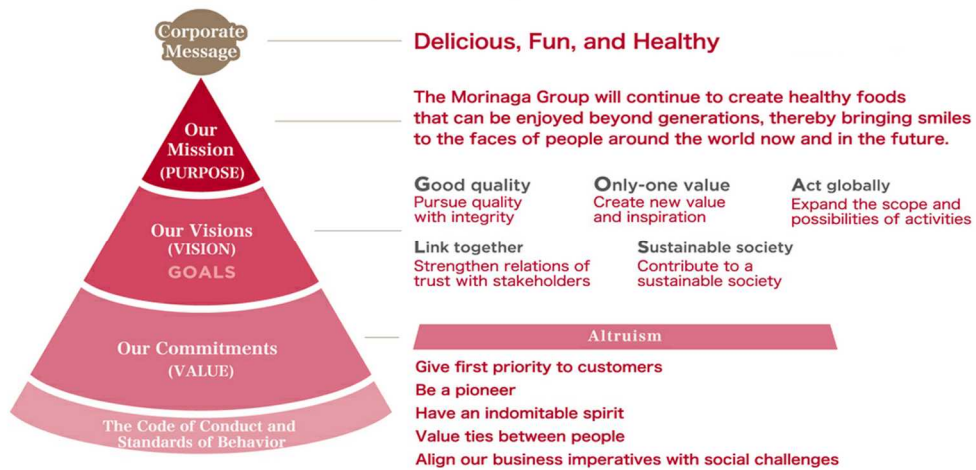 Corporate
Message
Delicious, Fun, and Healthy
Our
Mission
(PURPOSE)
The Morinaga Group will continue to create healthy foods
that can be enjoyed beyond generations, thereby bringing smiles
to the faces of people around the world now and in the future.
Our Visions
(VISION)
GOALS
Good quality
Pursue quality
with integrity
Only-one value
Create new value
and inspiration
Act globally
Expand the scope and
possibilities of activities
Link together
Strengthen relations of
trust with stakeholders
Sustainable society
Contribute to a
sustainable society
Our Commitments
(VALUE)
Altruism
Give first priority to customers
Be a pioneer
Have an indomitable spirit
Value ties between people
Align our business imperatives with social challenges
The Code of Conduct and
Standards of Behavior